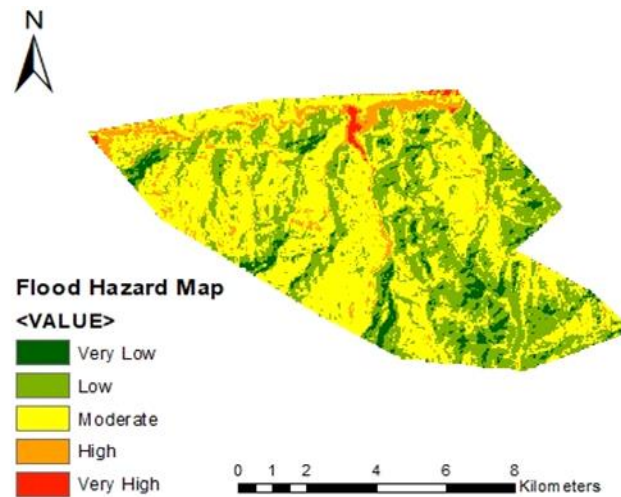 N
Flood Hazard Map
<VALUE>
Very Low
Low
Moderate
High
Very High
0 1 2 4 6 8
Kilometers